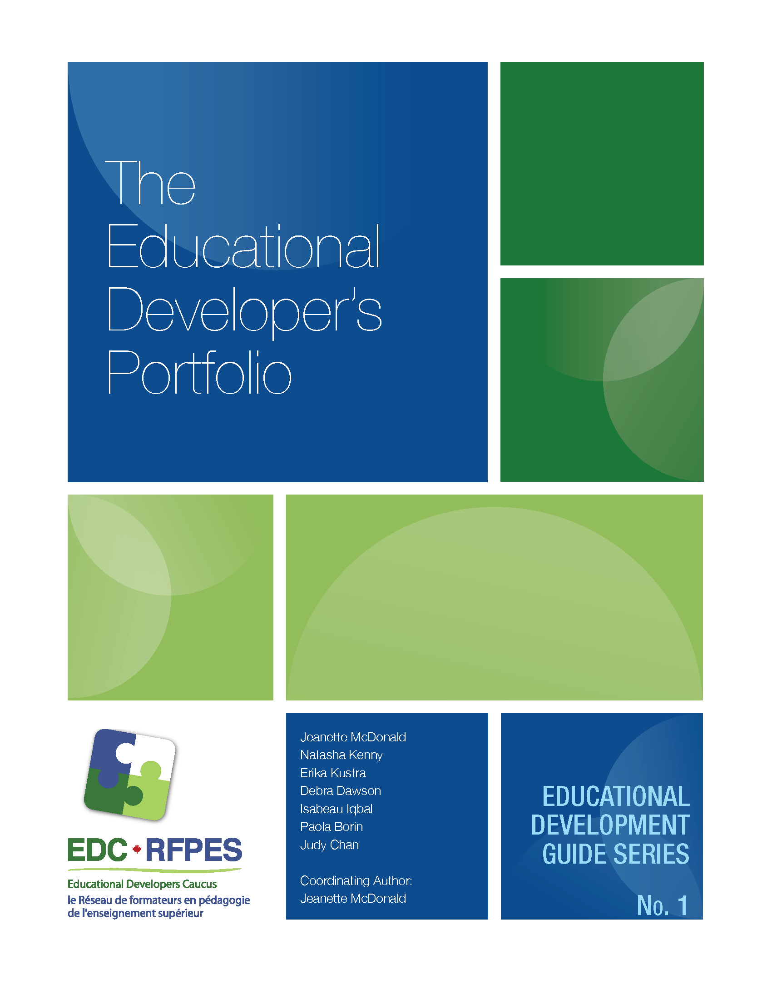 The
Educational
Developer’s
Portfolio
EDC RFPES
Educational Developers Caucus
le Réseau de formateurs en pédagogie
de l'enseignement supérieur
Jeanette McDonald
Natasha Kenny
Erika Kustra
Debra Dawson
Isabeau Iqbal
Paola Borin
Judy Chan
Coordinating Author:
Jeanette McDonald
EDUCATIONAL
DEVELOPMENT
GUIDE SERIES
No. 1